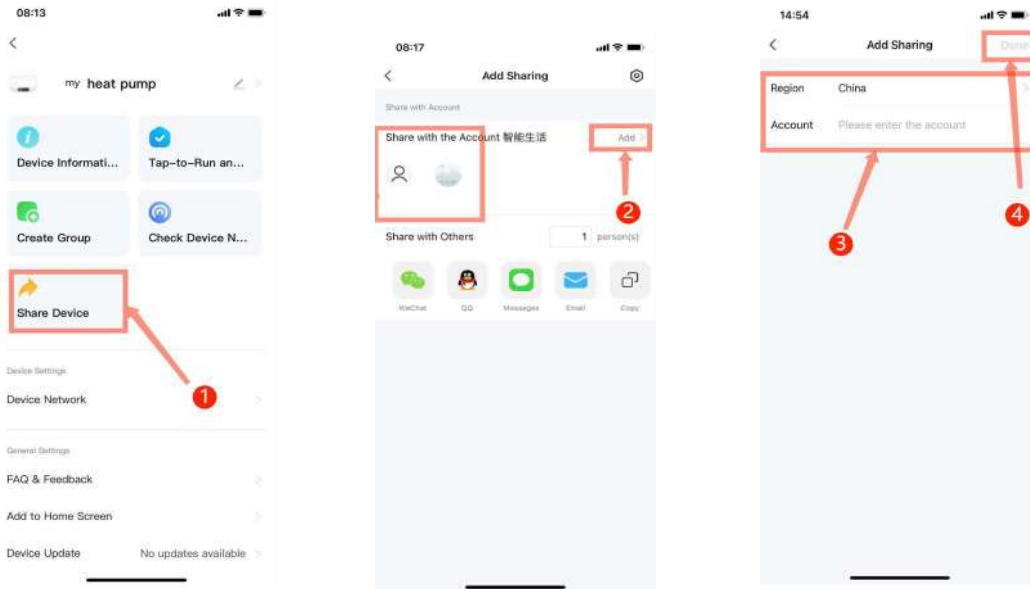 08:13
my heat pump
Device Informati...
Tap-to-Run an...
Create Group
Check Device N...
Share Device
Device Settings
Device Network
1
General Settings
FAQ & Feedback
Add to Home Screen
Device Update
No updates available
08:17
Add Sharing
Share with Account
Share with the Account 智能生活
Add
2
Share with Others
1 person(s)
WeChat
QQ
Messages
Email
Copy
14:54
Add Sharing
Done
Region
China
Account
Please enter the account
3
4